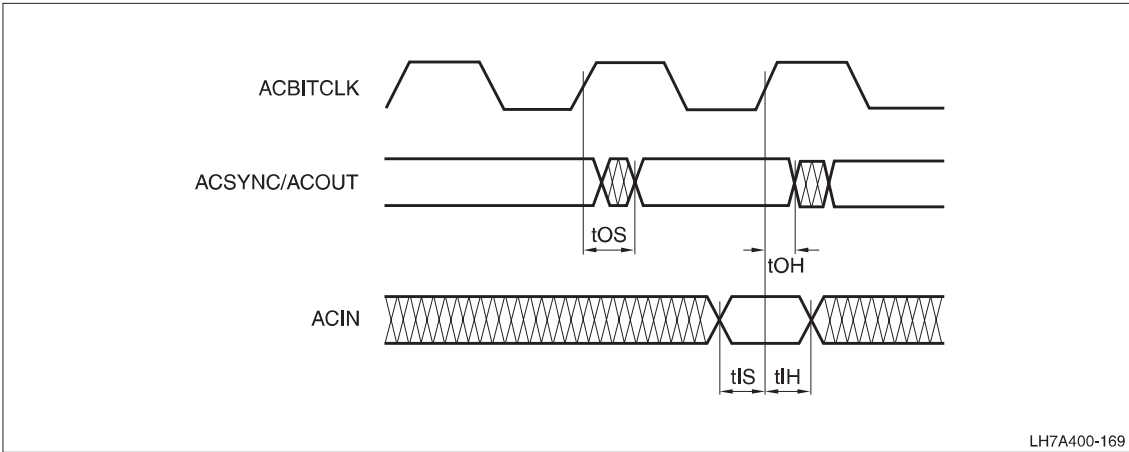 ACBITCLK
ACSYNC/ACOUT
tOS
tOH
ACIN
tIS
tIH
LH7A400-169